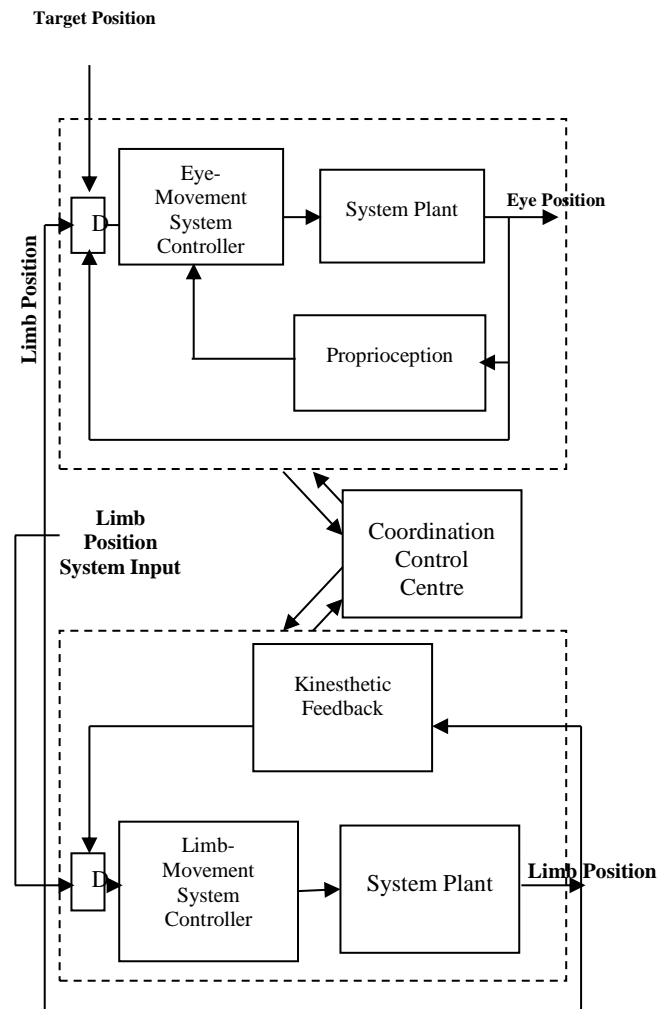 Target Position
Eye-
Movement
System
Controller
System Plant
Eye Position
D
Limb Position
Proprioception
Limb
Position
System Input
Coordination
Control
Centre
Kinesthetic
Feedback
D
Limb-
Movement
System
Controller
System Plant
Limb Position